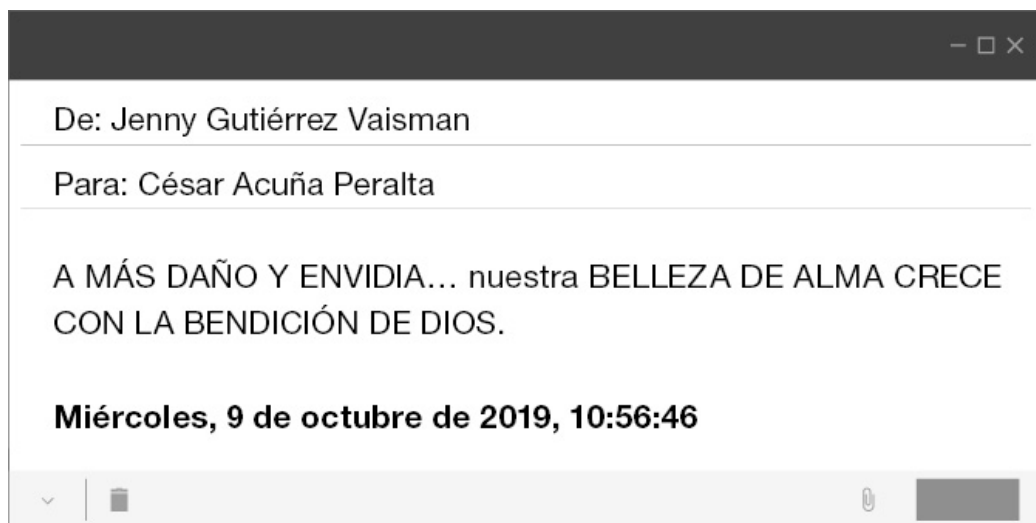 De: Jenny Gutiérrez Vaisman
Para: César Acuña Peralta
A MÁS DAÑO Y ENVIDIA... nuestra BELLEZA DE ALMA CRECE
CON LA BENDICIÓN DE DIOS.
Miércoles, 9 de octubre de 2019, 10:56:46